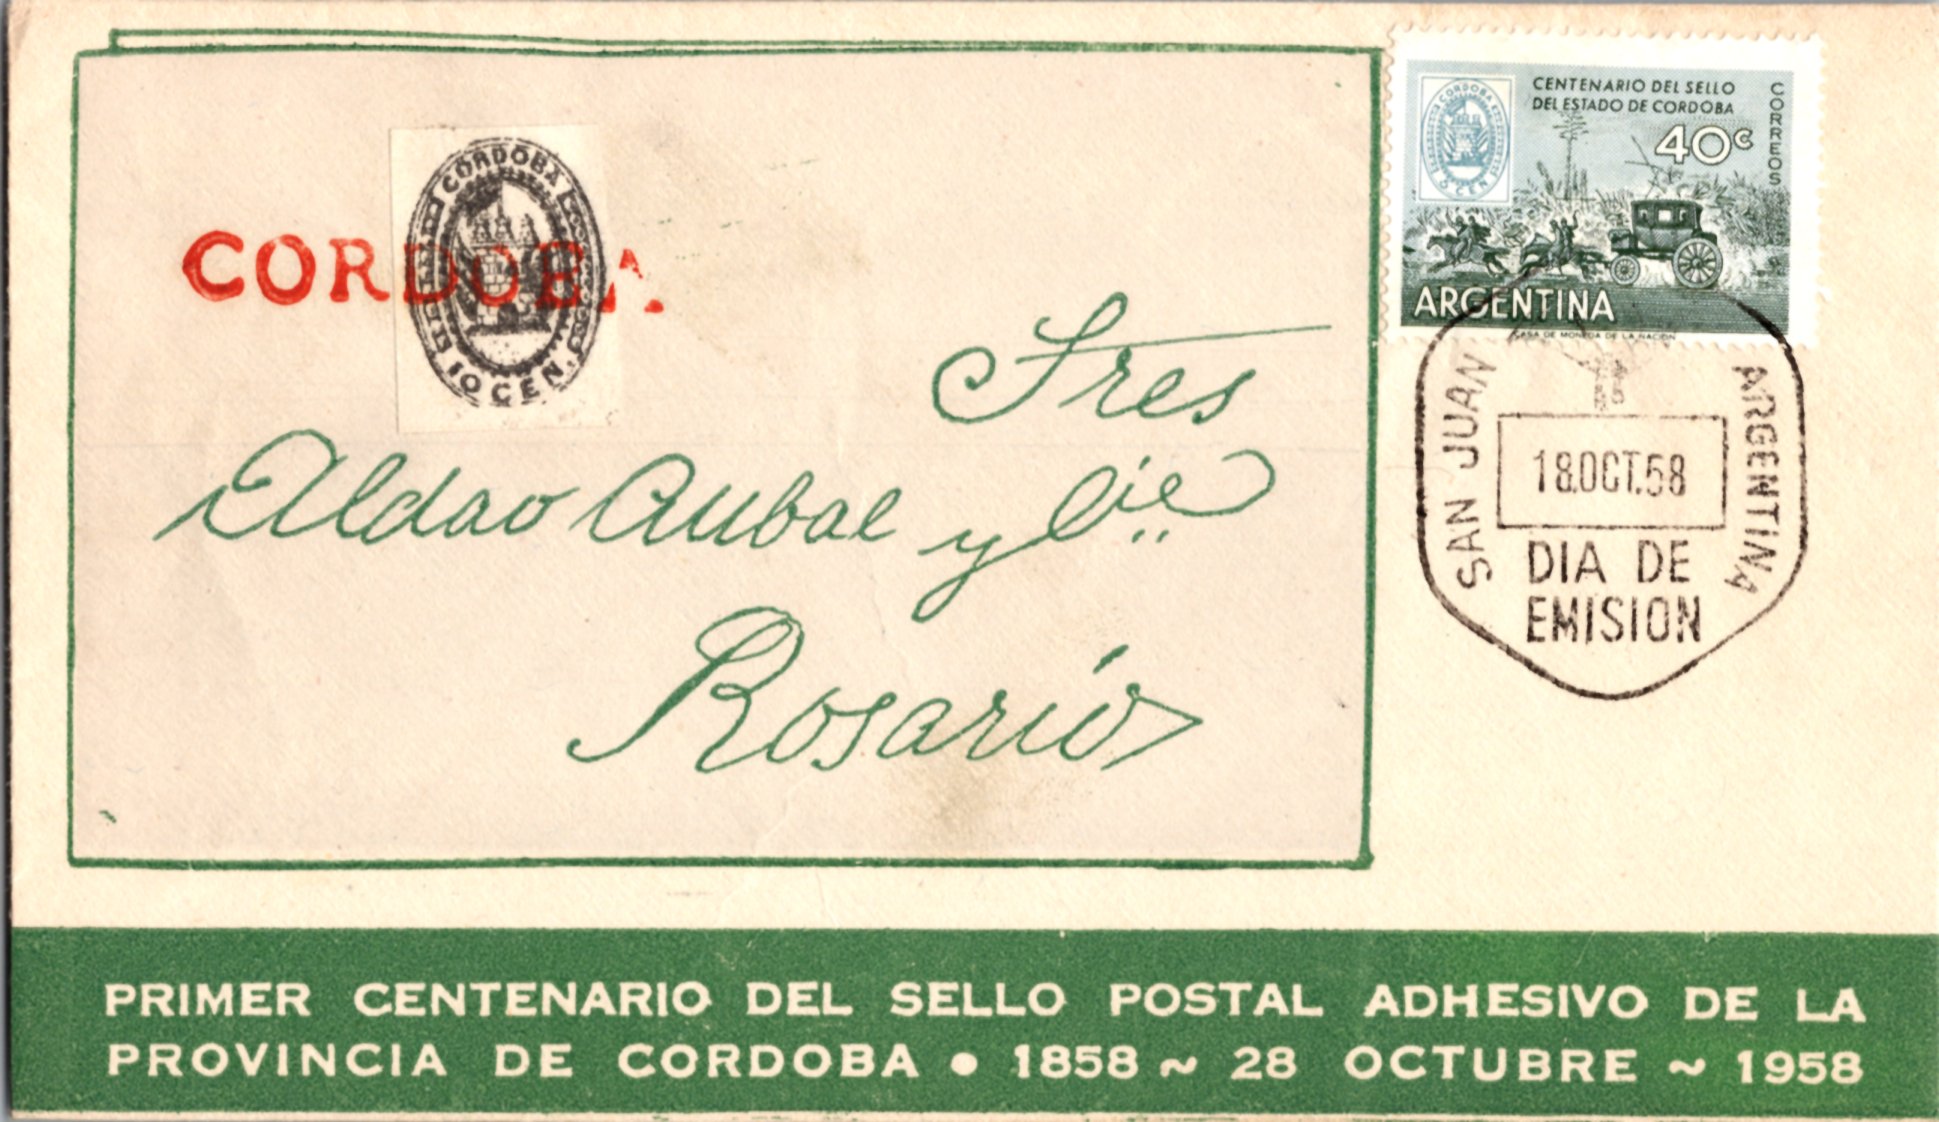 CORDOBA
CORDOBA
10 CEN.
Sres
Aldao Aubal y Cie
Rosario
CORDOBA
CEN
CENTENARIO DEL SELLO
DEL ESTADO DE CORDOBA
CORREOS
40c
ARGENTINA
CASA DE MONEDA DE LA NACION
SAN JUAN
ARGENTINA
18.OCT.58
DIA DE
EMISION
PRIMER CENTENARIO DEL SELLO POSTAL ADHESIVO DE LA
PROVINCIA DE CORDOBA • 1858 ~ 28 OCTUBRE ~ 1958